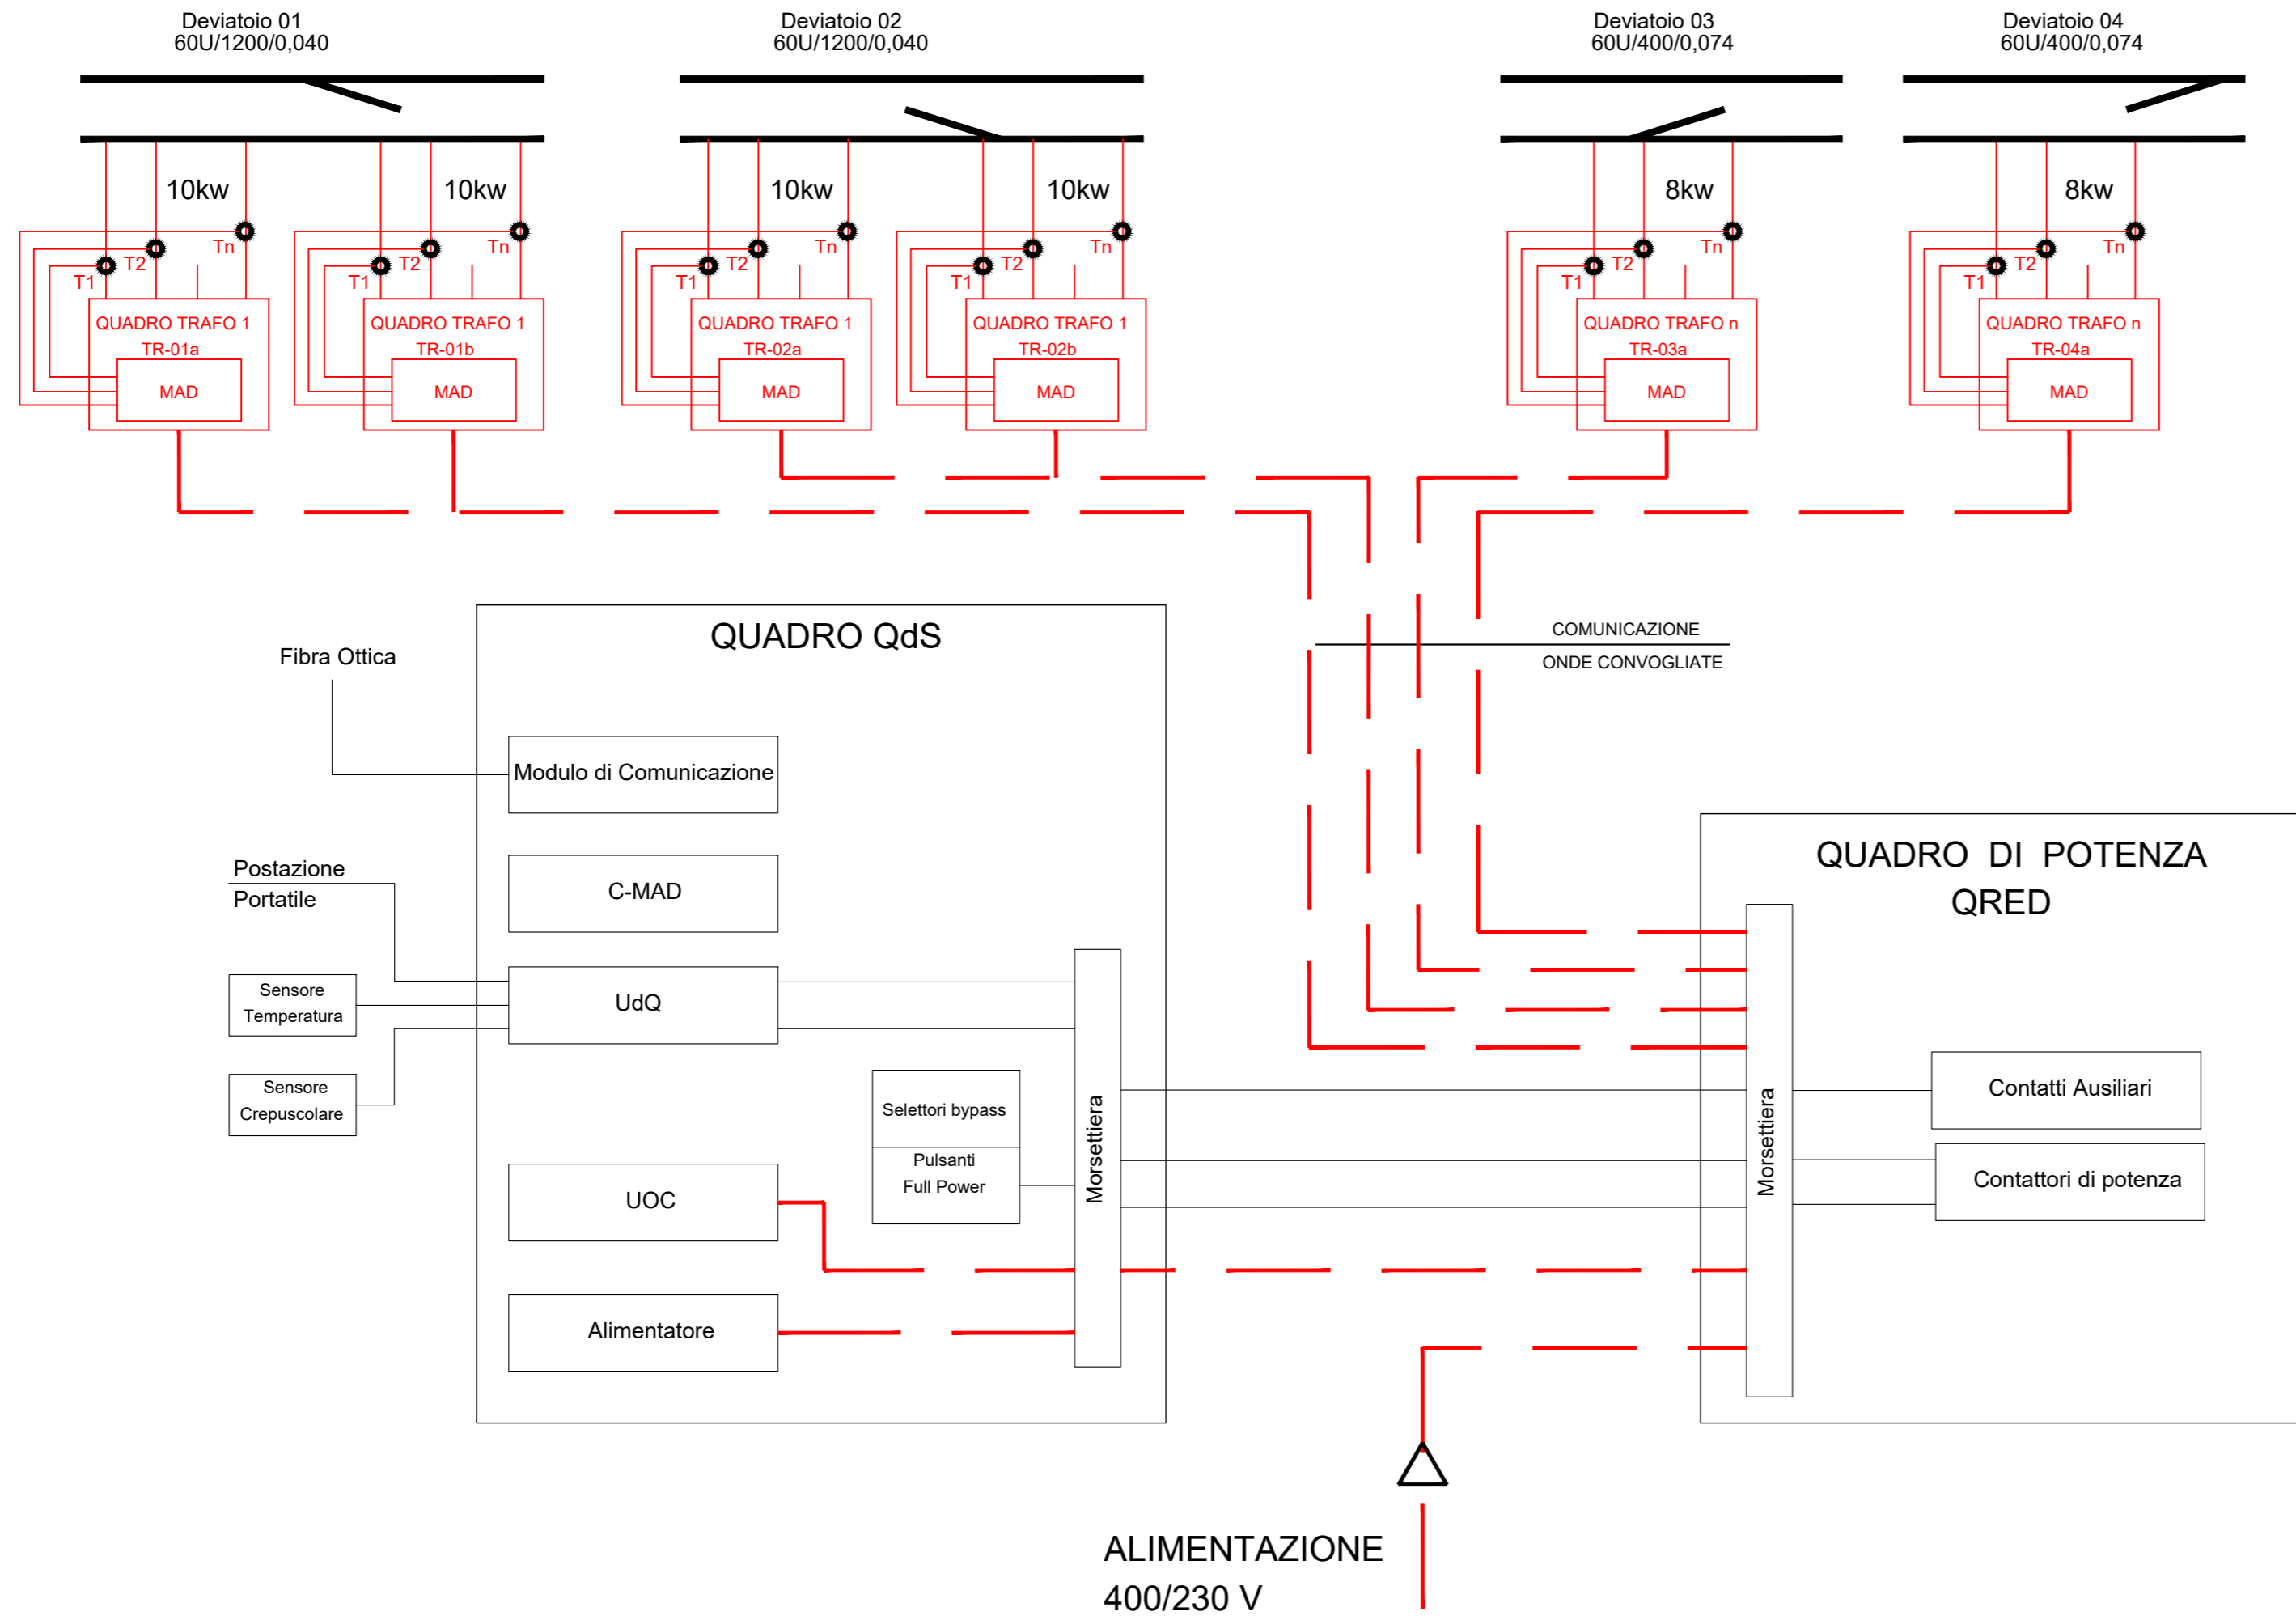 Deviatoio 01
60U/1200/0,040
Deviatoio 02
60U/1200/0,040
Deviatoio 03
60U/400/0,074
Deviatoio 04
60U/400/0,074
10kw
10kw
10kw
10kw
8kw
8kw
T1
T2
Tn
T1
T2
Tn
T1
T2
Tn
T1
T2
Tn
T1
T2
Tn
T1
T2
Tn
QUADRO TRAFO 1
TR-01a
MAD
QUADRO TRAFO 1
TR-01b
MAD
QUADRO TRAFO 1
TR-02a
MAD
QUADRO TRAFO 1
TR-02b
MAD
QUADRO TRAFO n
TR-03a
MAD
QUADRO TRAFO n
TR-04a
MAD
COMUNICAZIONE
ONDE CONVOGLIATE
QUADRO QdS
Fibra Ottica
Modulo di Comunicazione
Postazione
Portatile
C-MAD
Sensore
Temperatura
UdQ
Sensore
Crepuscolare
Selettori bypass
Pulsanti
Full Power
UOC
Alimentatore
Morsettiera
QUADRO DI POTENZA
QRED
Morsettiera
Contatti Ausiliari
Contattori di potenza
ALIMENTAZIONE
400/230 V